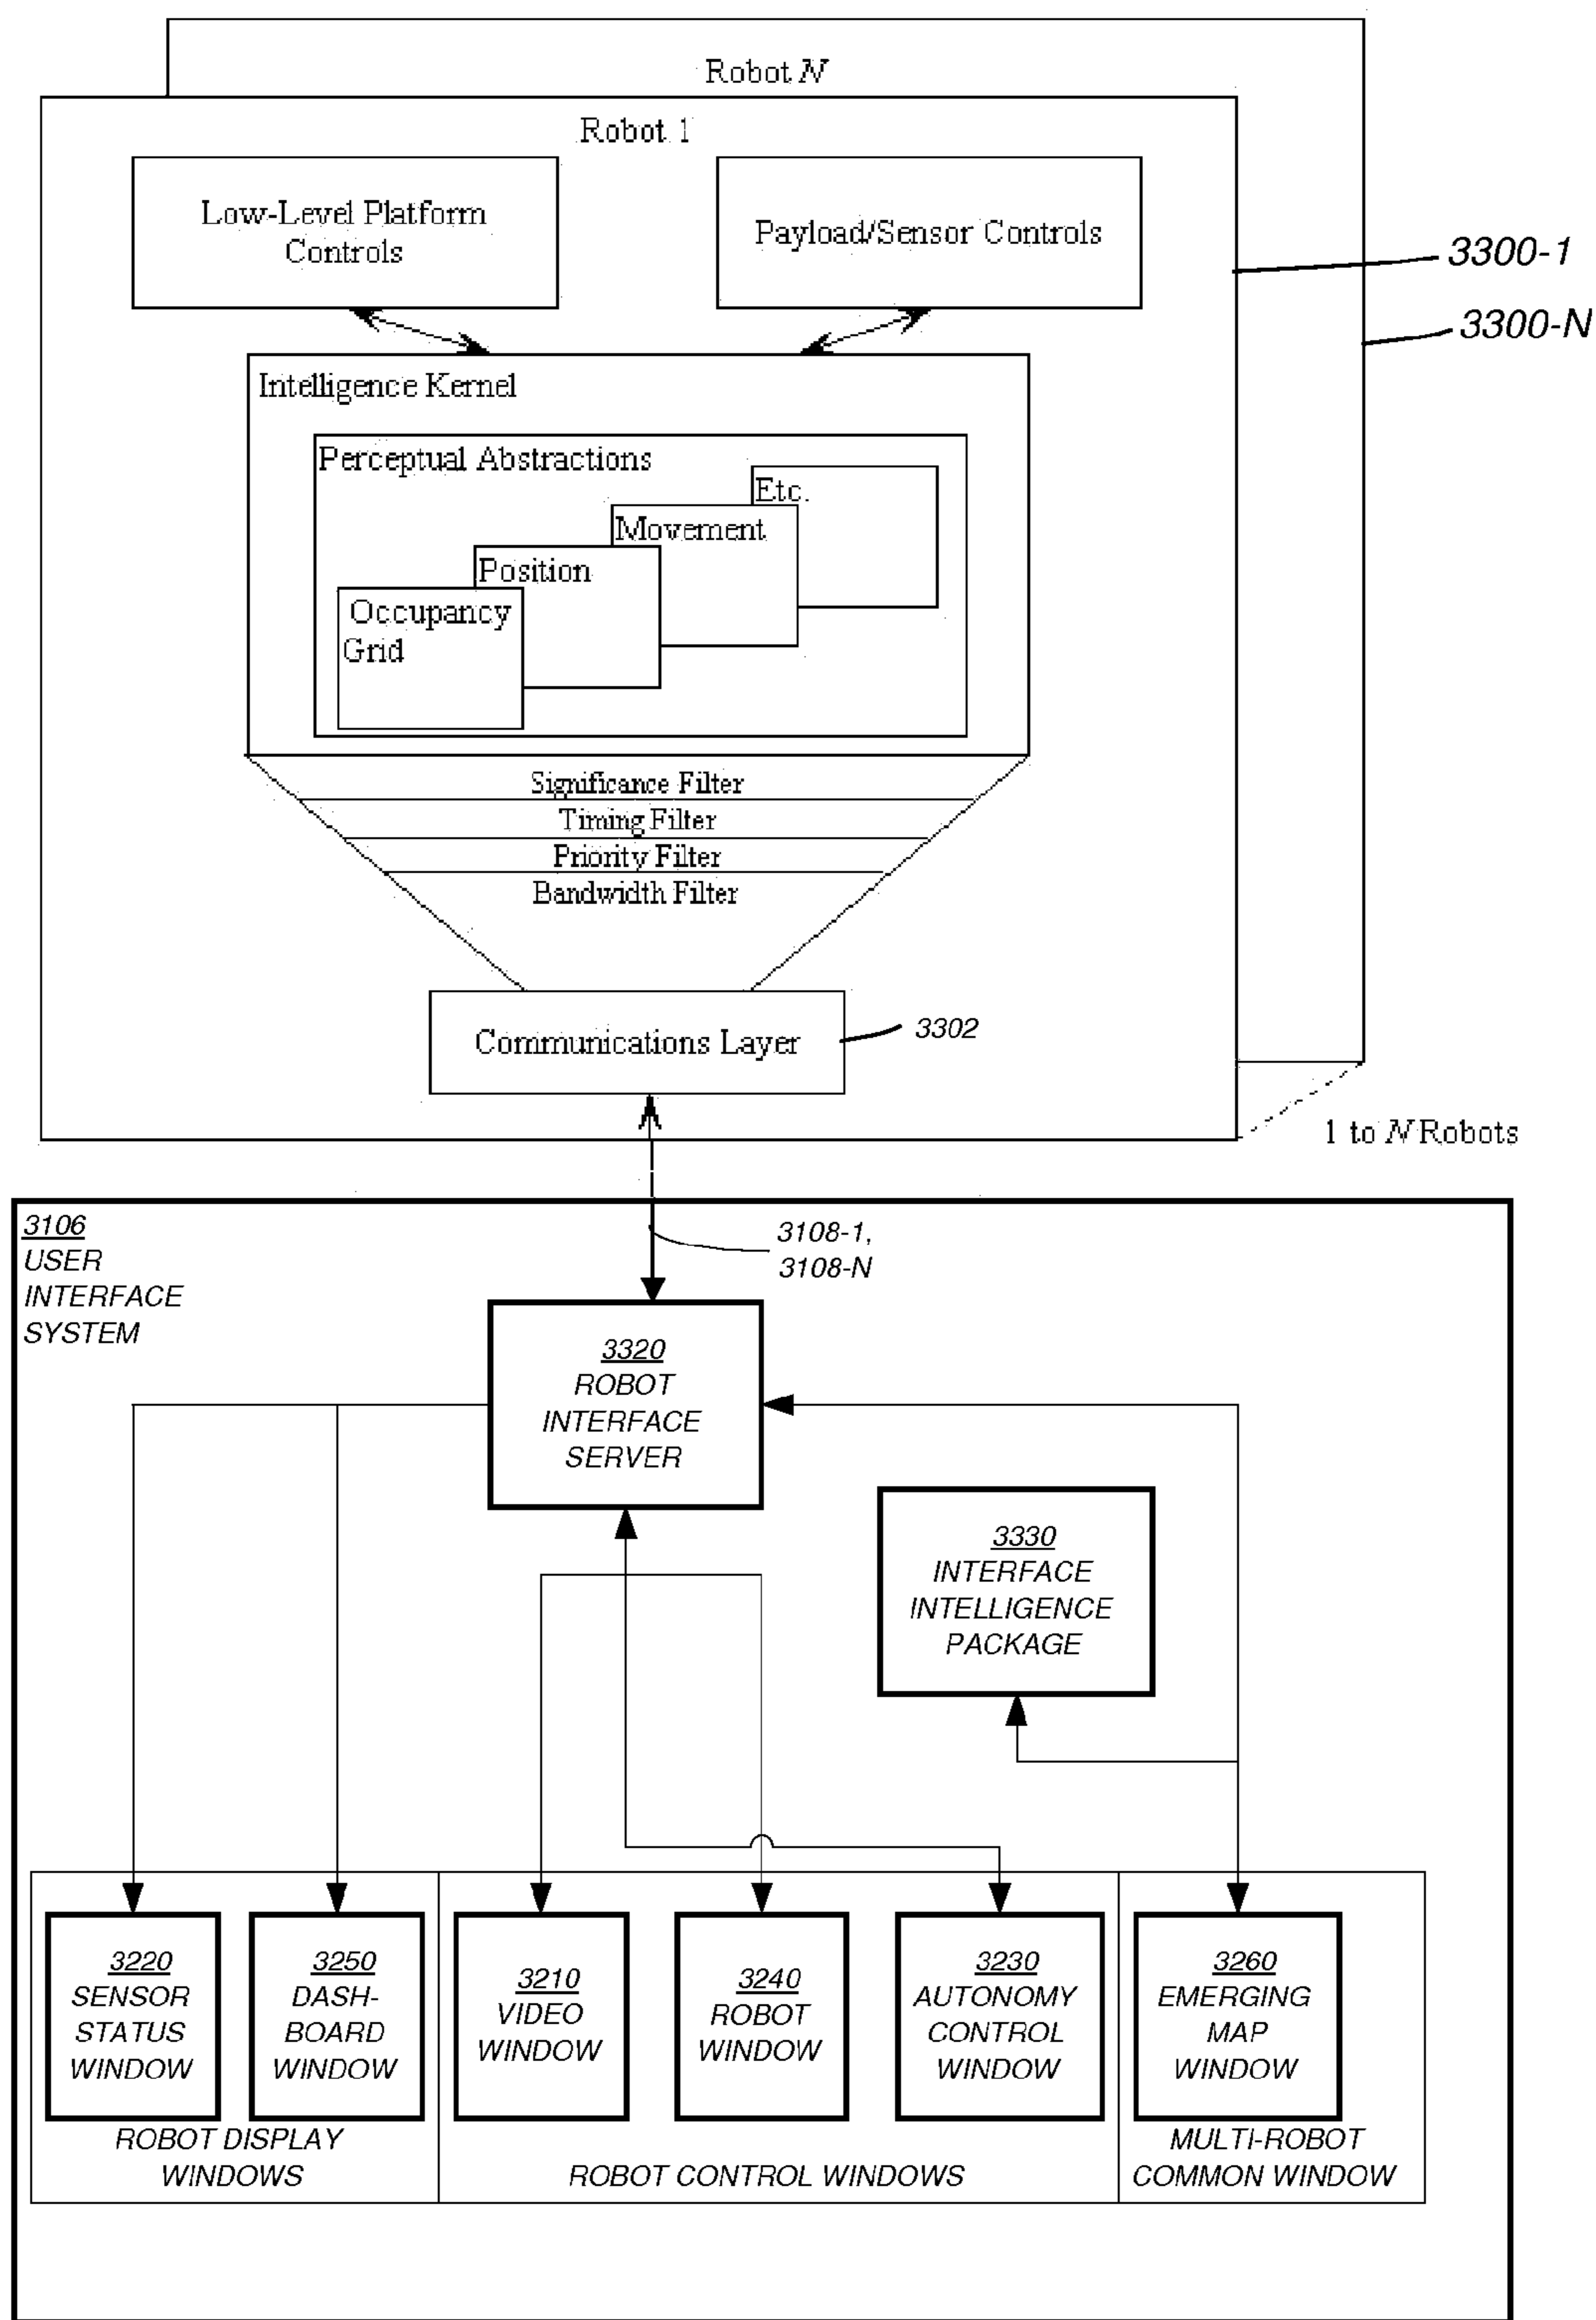 Robot N
Robot 1
Low-Level Platform
Controls
Payload/Sensor Controls
3300-1
3300-N
Intelligence Kernel
Perceptual Abstractions
Etc.
Movement
Position
Occupancy
Grid
Significance Filter
Timing Filter
Priority Filter
Bandwidth Filter
Communications Layer
3302
1 to N Robots
3106
USER
INTERFACE
SYSTEM
3108-1,
3108-N
3320
ROBOT
INTERFACE
SERVER
3330
INTERFACE
INTELLIGENCE
PACKAGE
3220
SENSOR
STATUS
WINDOW
3250
DASH-
BOARD
WINDOW
3210
VIDEO
WINDOW
3240
ROBOT
WINDOW
3230
AUTONOMY
CONTROL
WINDOW
3260
EMERGING
MAP
WINDOW
ROBOT DISPLAY
WINDOWS
ROBOT CONTROL WINDOWS
MULTI-ROBOT
COMMON WINDOW